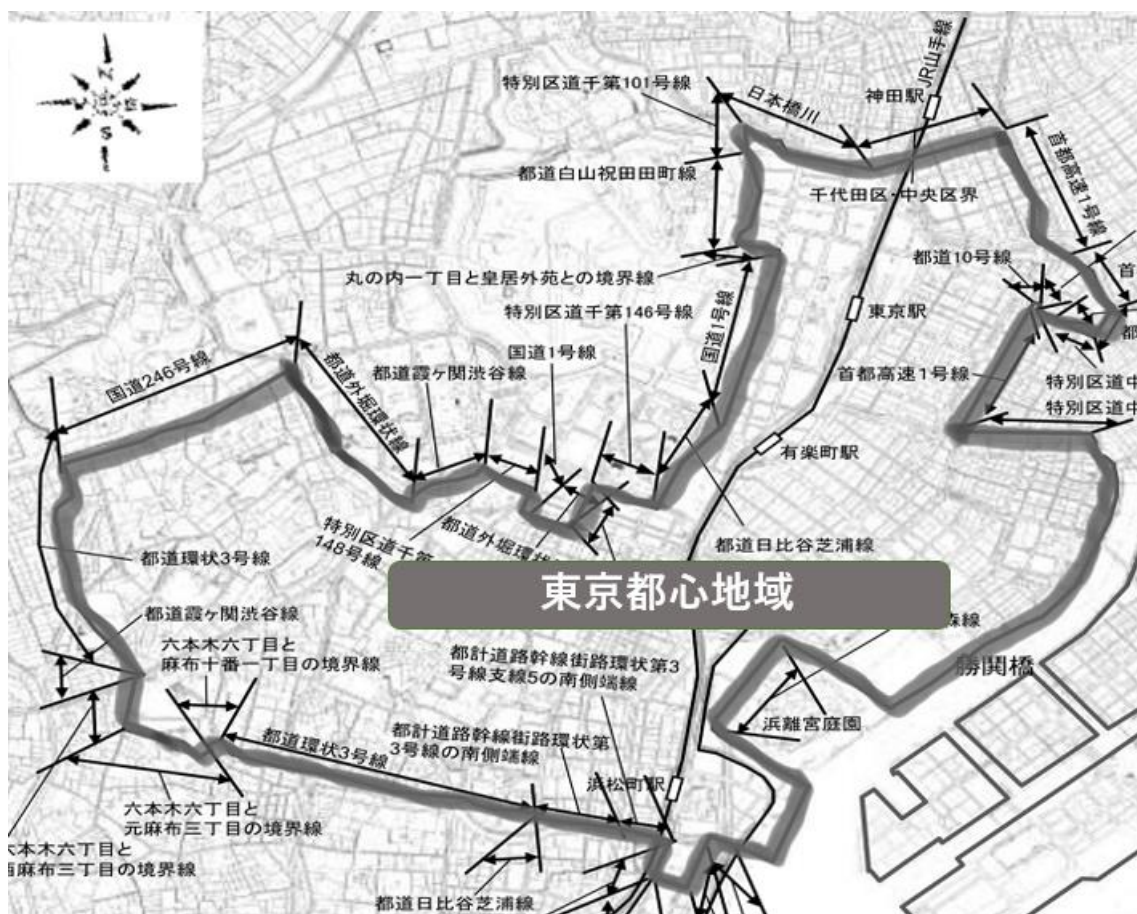 N
S
特別区道千第101号線
日本橋川
神田駅
JR山手線
都道白山祝田田町線
千代田区・中央区界
首都高速1号線
丸の内一丁目と皇居外苑との境界線
都道10号線
首
特別区道千第146号線
国道1号線
東京駅
都
国道1号線
首都高速1号線
国道246号線
都道外堀環状線
都道霞ヶ関渋谷線
特別区道中
特別区道中
有楽町駅
特別区道千第
148号線
都道外堀環状
都道日比谷芝浦線
都道環状3号線
東京都心地域
都道霞ヶ関渋谷線
森線
六本木六丁目と
麻布十番一丁目の境界線
都計道路幹線街路環状第3
号線支線5の南側端線
勝鬨橋
浜離宮庭園
都道環状3号線
都計道路幹線街路環状第
3号線の南側端線
浜松町駅
六本木六丁目と
元麻布三丁目の境界線
本木六丁目と
麻布三丁目の境界線
都道日比谷芝浦線